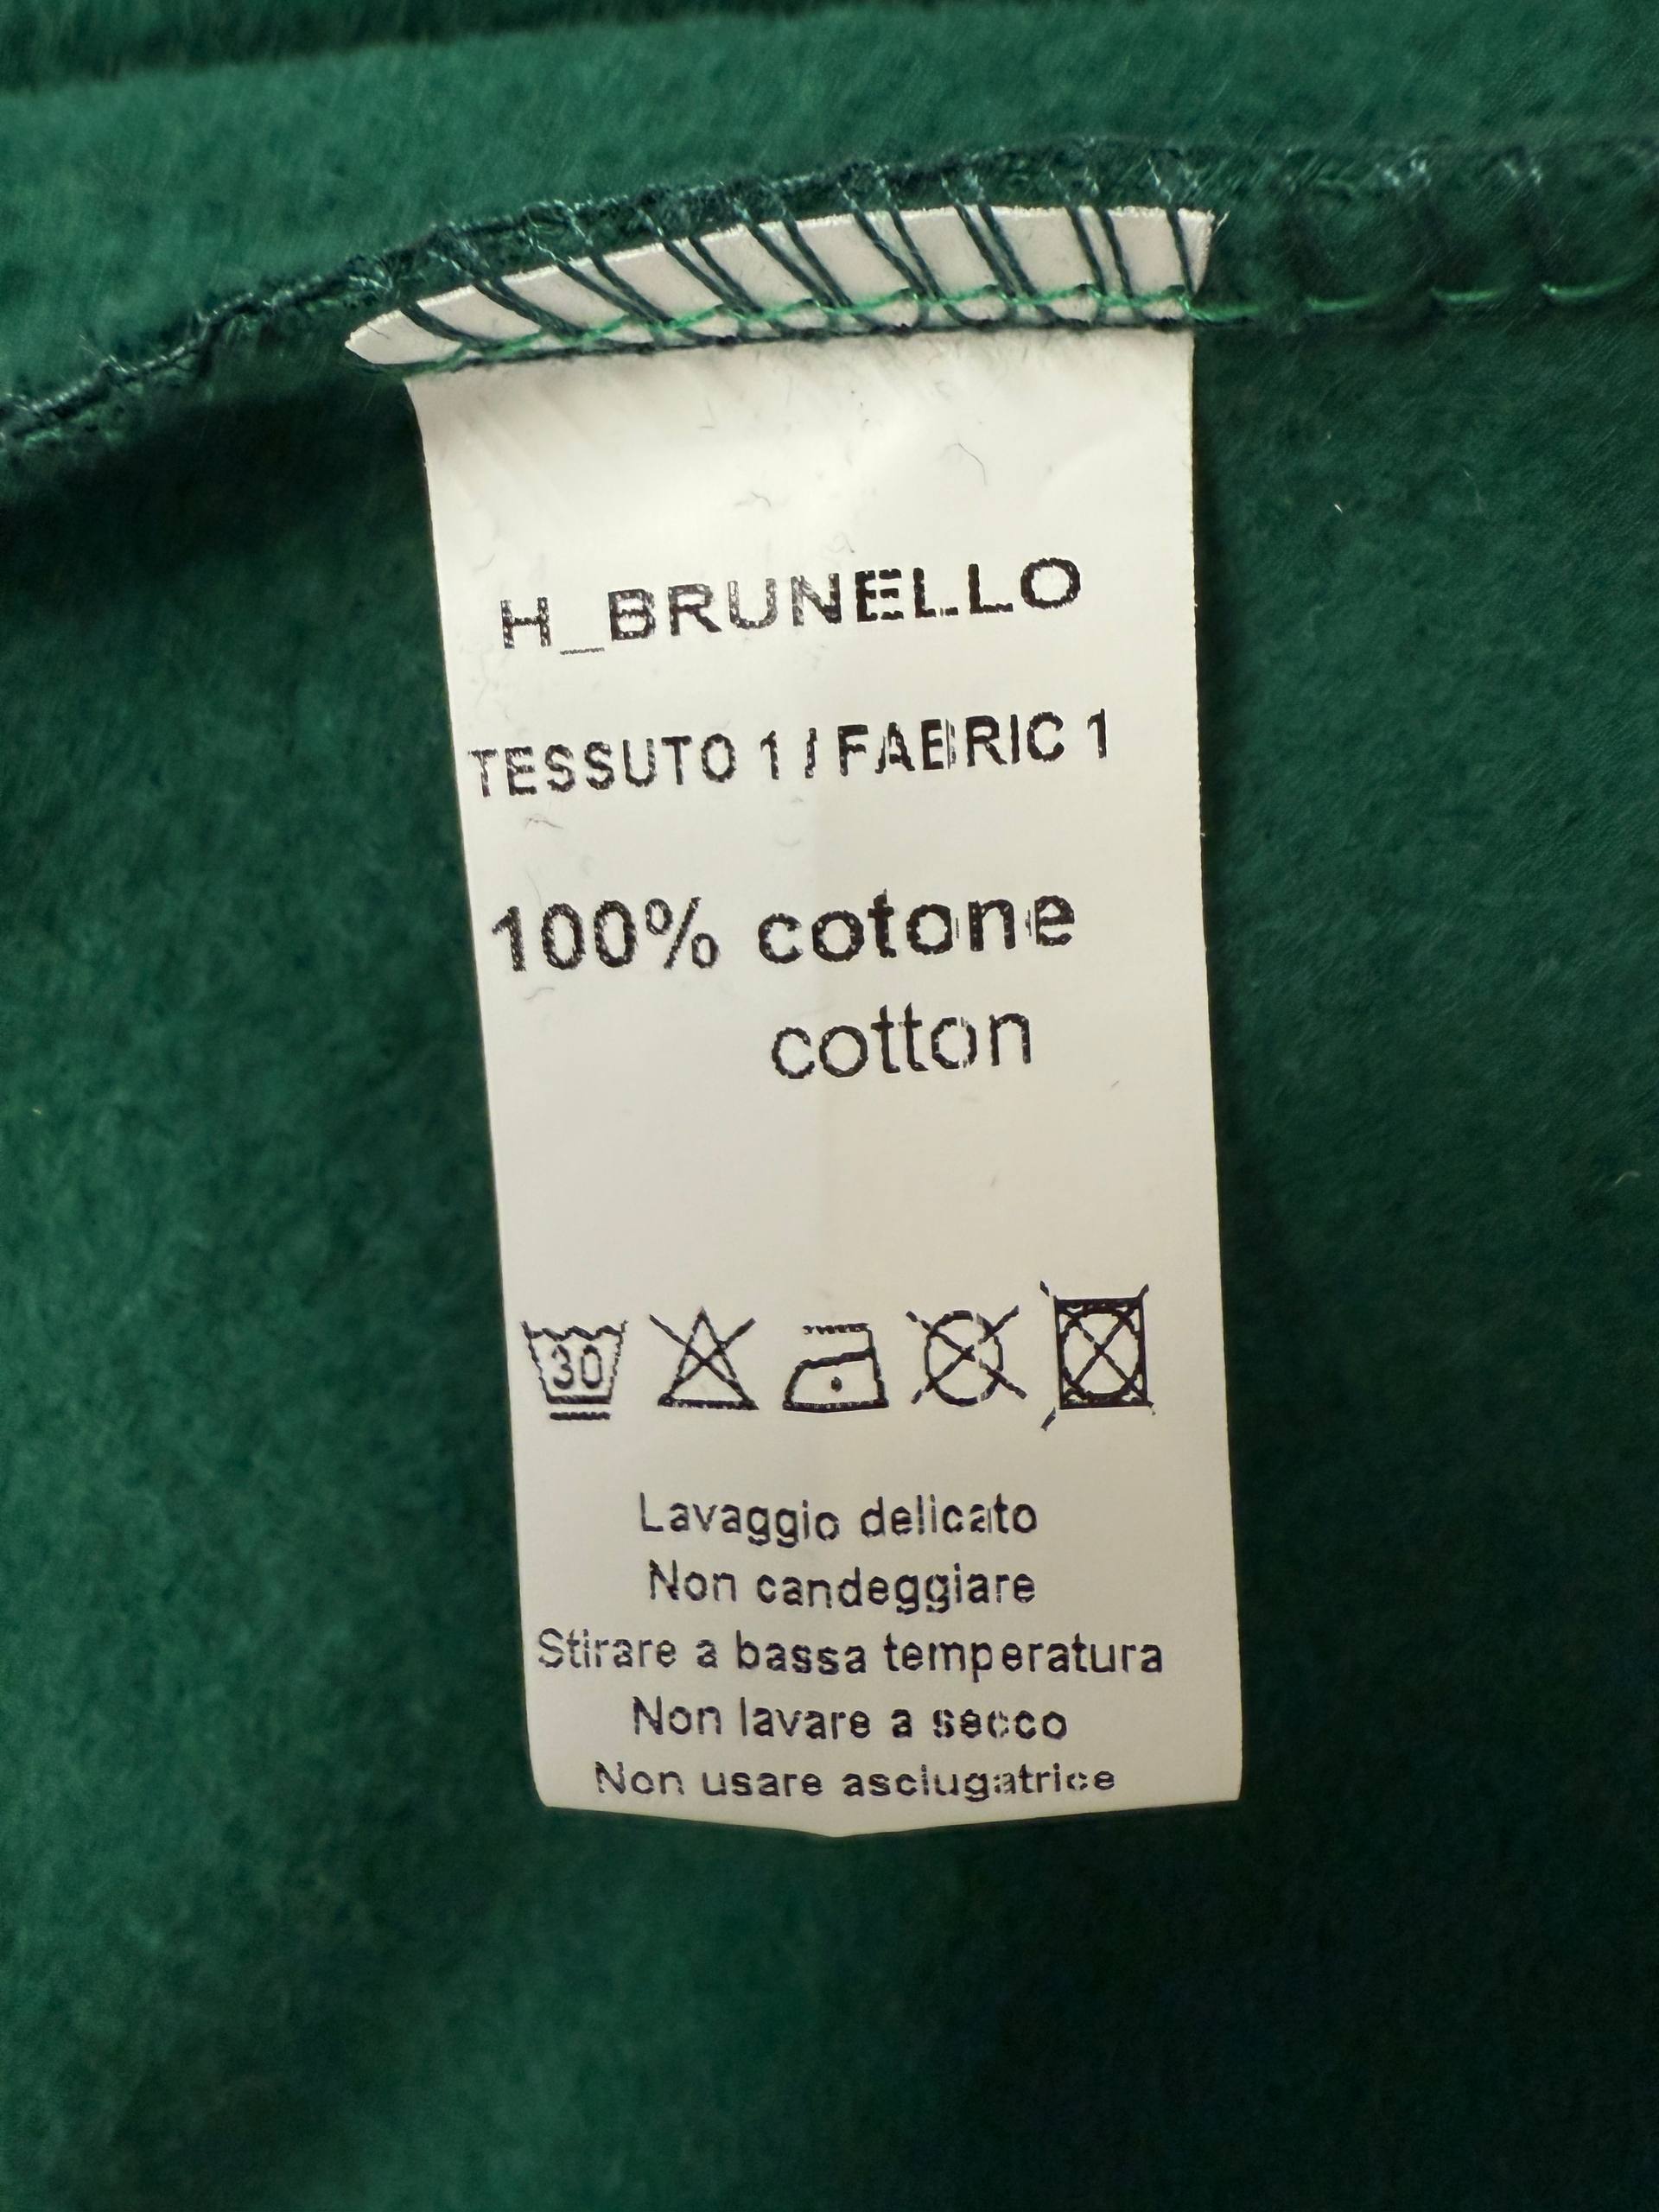 H_BRUNELLO
TESSUTO 1 / FABRIC 1
100% cotone
cotton
30
Lavaggio delicato
Non candeggiare
Stirare a bassa temperatura
Non lavare a secco
Non usare asciugatrice